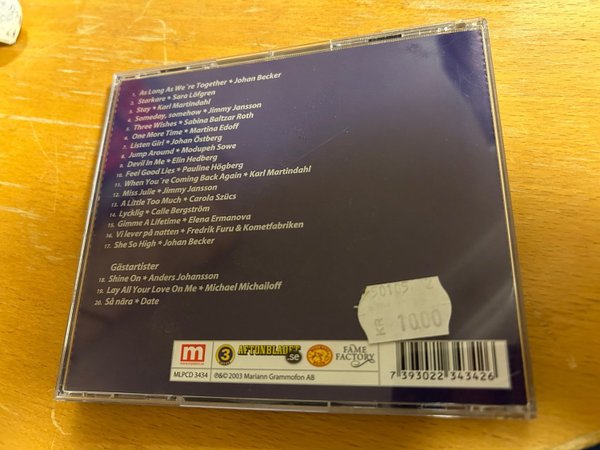 1. As Long As We´re Together * Johan Becker
2. Starkare * Sara Löfgren
3. Stay * Karl Martindahl
4. Someday, somehow * Jimmy Jansson
5. Three Wishes * Sabina Baltzar Roth
6. One More Time * Martina Edoff
7. Listen Girl * Johan Östberg
8. Jump Around * Modupeh Sowe
9. Devil In Me * Elin Hedberg
10. Feel Good Lies * Pauline Högberg
11. When You´re Coming Back Again * Karl Martindahl
12. Miss Julie * Jimmy Jansson
13. A Little Too Much * Carola Szücs
14. Lycklig * Calle Bergström
15. Gimme A Lifetime * Elena Ermanova
16. Vi lever på natten * Fredrik Furu & Kometfabriken
17. She So High * Johan Becker
Gästartister
18. Shine On * Anders Johansson
19. Lay All Your Love On Me * Michael Michailoff
20. Så nära * Date
KR 10.00
m
3
AFTONBLADET.se
FAME FACTORY
MLPCD 3434
℗&© 2003 Mariann Grammofon AB
7 393022 343426